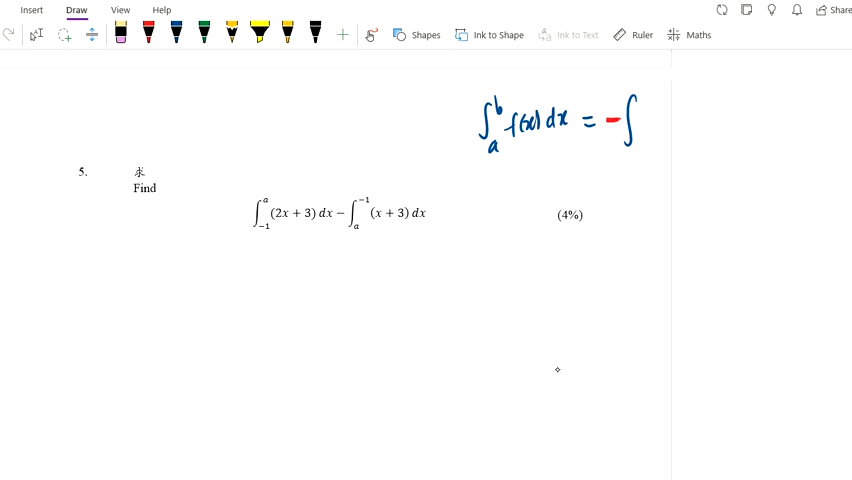 Insert Draw View Help
Share
Shapes Ink to Shape Ink to Text Ruler Maths
∫_a^b f(x) dx = -∫
5. 求
Find
∫_{-1}^{a} (2x + 3) dx − ∫_{a}^{-1} (x + 3) dx (4%)